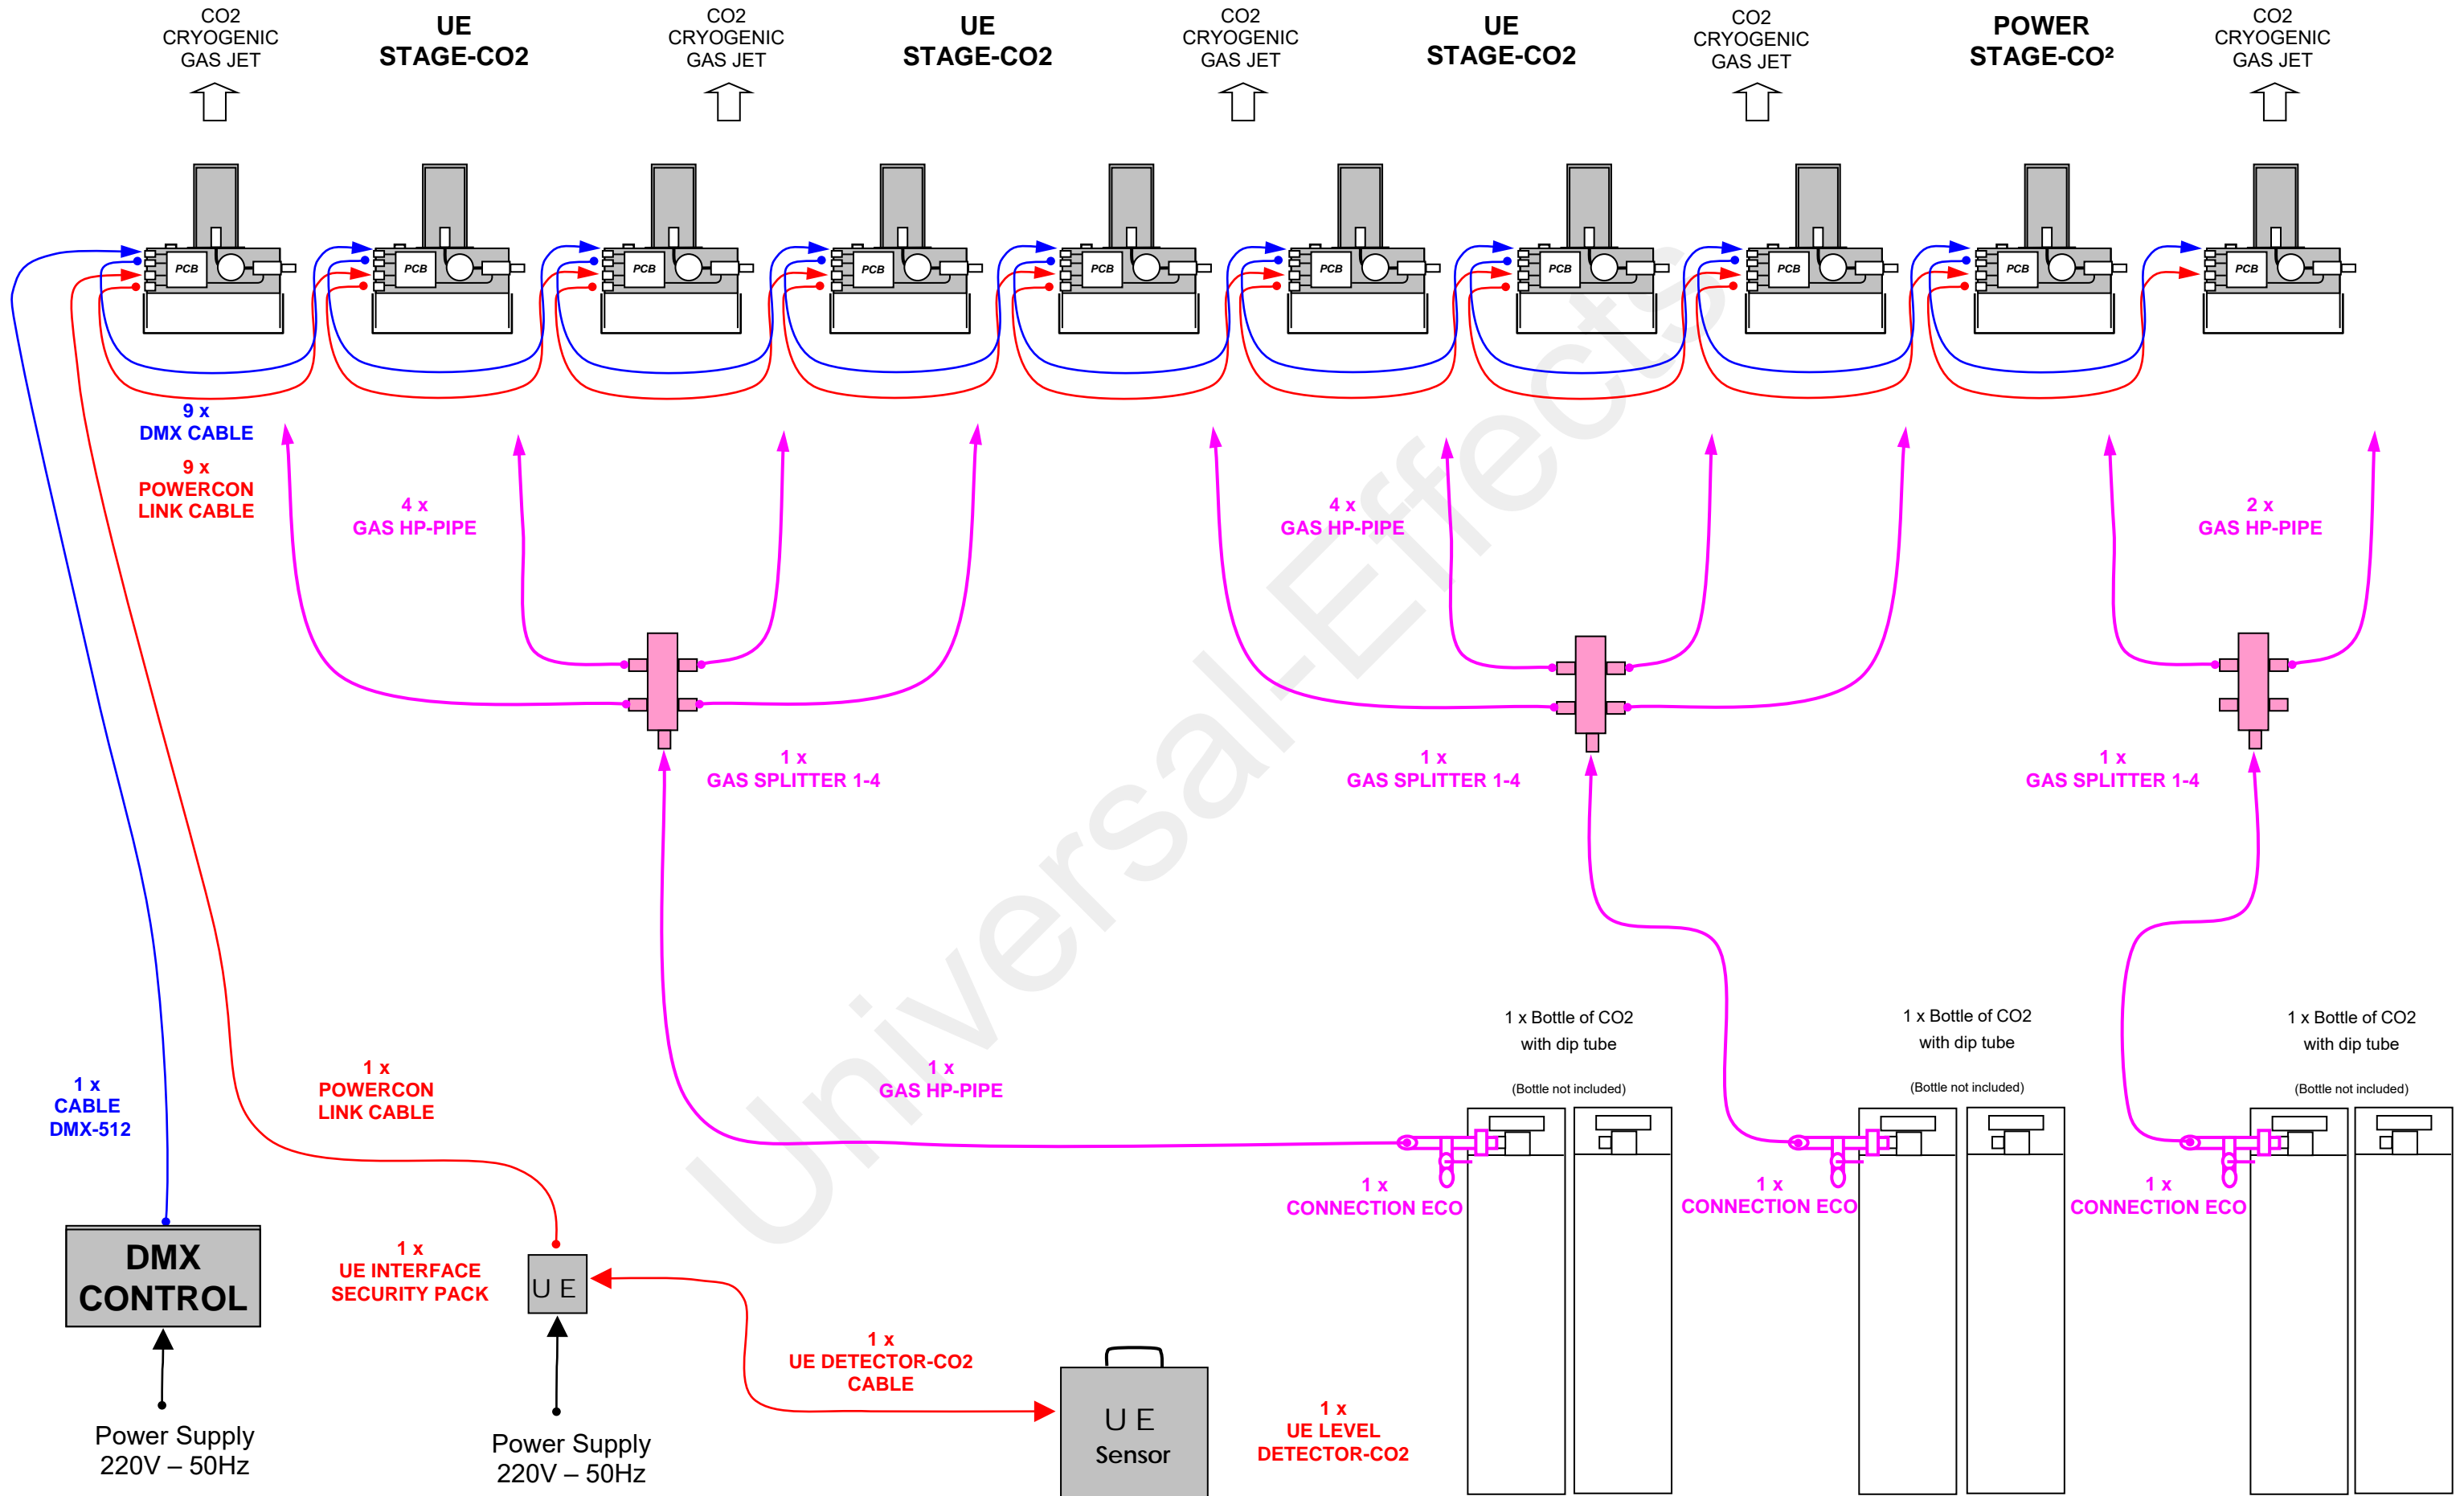 CO2
CRYOGENIC
GAS JET
UE
STAGE-CO2
CO2
CRYOGENIC
GAS JET
UE
STAGE-CO2
CO2
CRYOGENIC
GAS JET
UE
STAGE-CO2
CO2
CRYOGENIC
GAS JET
POWER
STAGE-CO²
CO2
CRYOGENIC
GAS JET
PCB
PCB
PCB
PCB
PCB
PCB
PCB
PCB
PCB
PCB
9 x
DMX CABLE
9 x
POWERCON
LINK CABLE
4 x
GAS HP-PIPE
4 x
GAS HP-PIPE
2 x
GAS HP-PIPE
1 x
GAS SPLITTER 1-4
1 x
GAS SPLITTER 1-4
1 x
GAS SPLITTER 1-4
Universal-Effects
1 x Bottle of CO2
with dip tube
(Bottle not included)
1 x Bottle of CO2
with dip tube
(Bottle not included)
1 x Bottle of CO2
with dip tube
(Bottle not included)
1 x
CABLE
DMX-512
1 x
POWERCON
LINK CABLE
1 x
GAS HP-PIPE
1 x
CONNECTION ECO
1 x
CONNECTION ECO
1 x
CONNECTION ECO
DMX
CONTROL
1 x
UE INTERFACE
SECURITY PACK
UE
1 x
UE DETECTOR-CO2
CABLE
UE
Sensor
1 x
UE LEVEL
DETECTOR-CO2
Power Supply
220V – 50Hz
Power Supply
220V – 50Hz